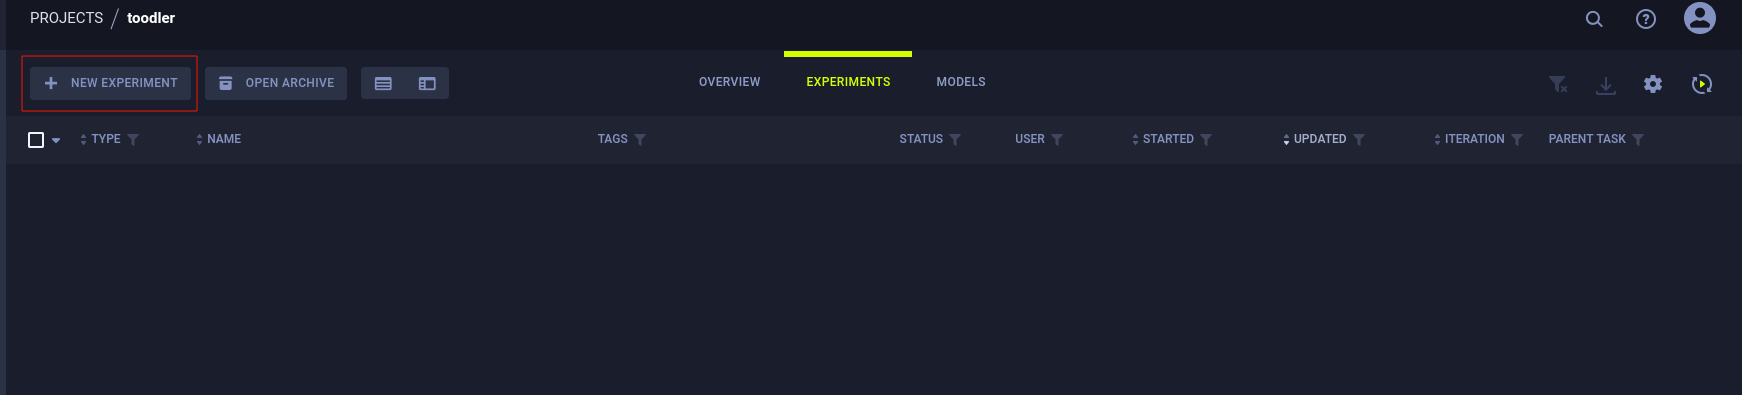 PROJECTS / toodler
NEW EXPERIMENT OPEN ARCHIVE OVERVIEW EXPERIMENTS MODELS
TYPE NAME TAGS STATUS USER STARTED UPDATED ITERATION PARENT TASK